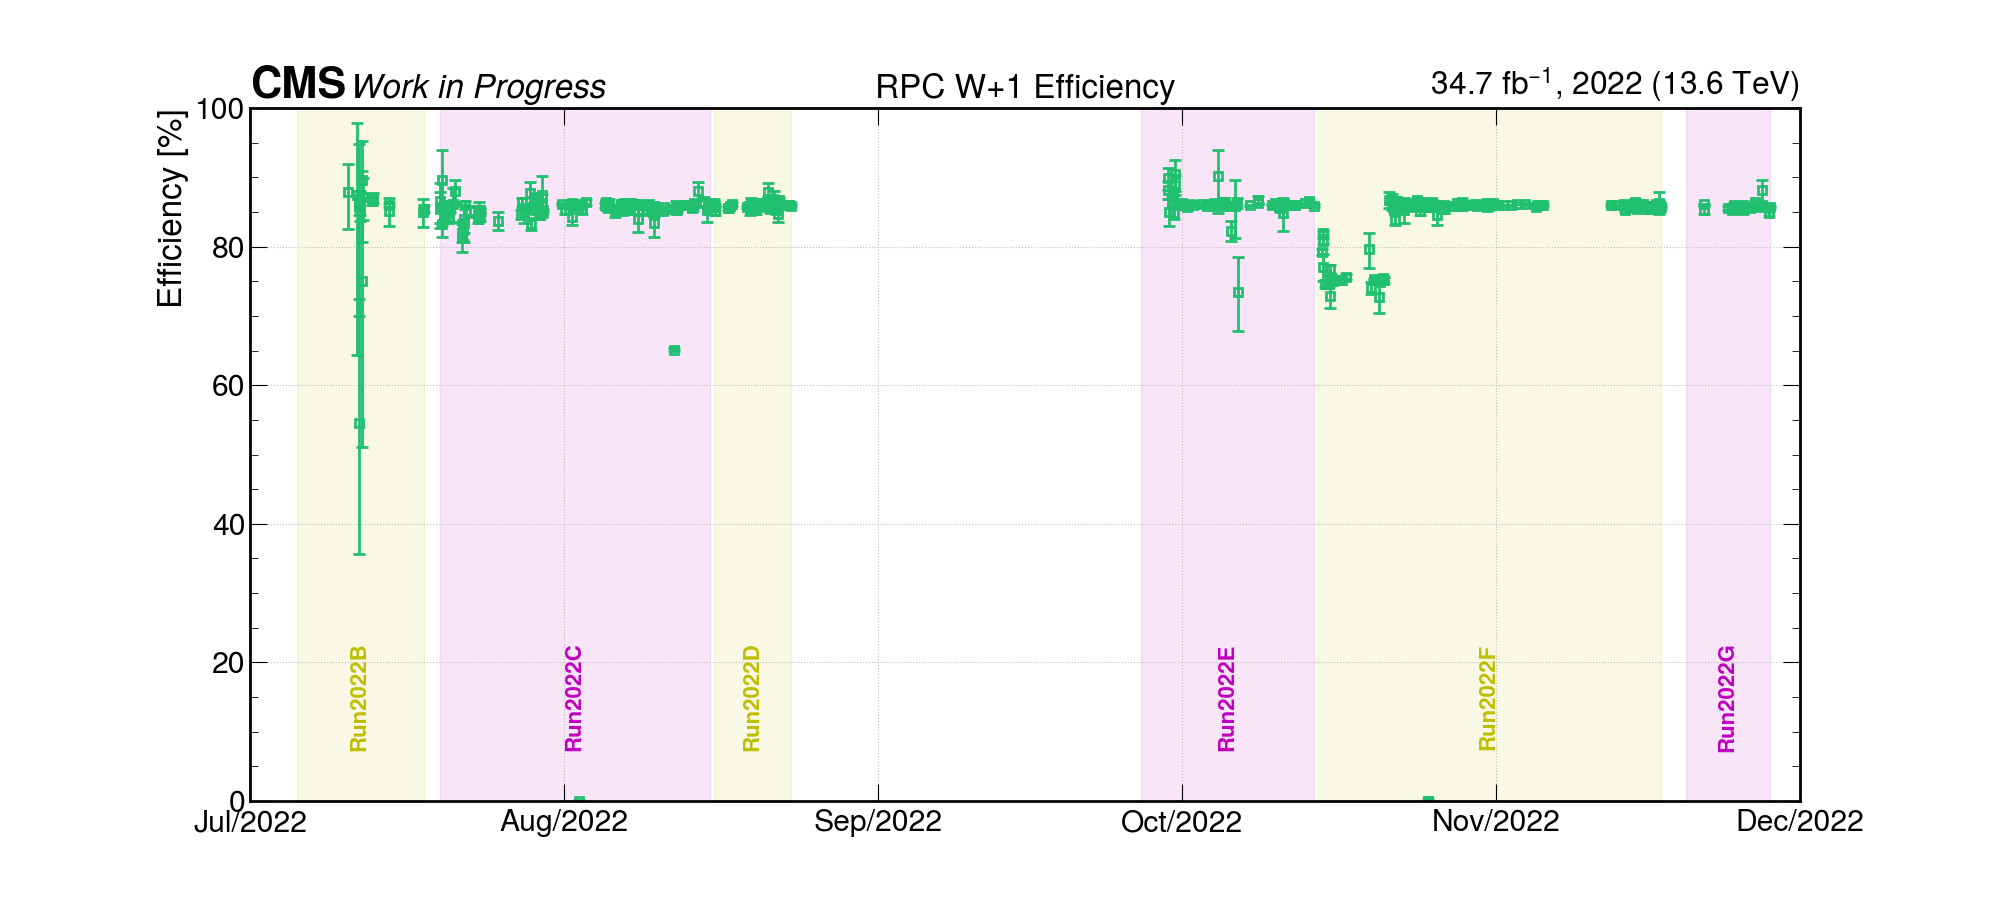 CMS Work in Progress RPC W+1 Efficiency 34.7 fb⁻¹, 2022 (13.6 TeV)
Efficiency [%]
100
80
60
40
20
0
Run2022B
Run2022C
Run2022D
Run2022E
Run2022F
Run2022G
Jul/2022 Aug/2022 Sep/2022 Oct/2022 Nov/2022 Dec/2022